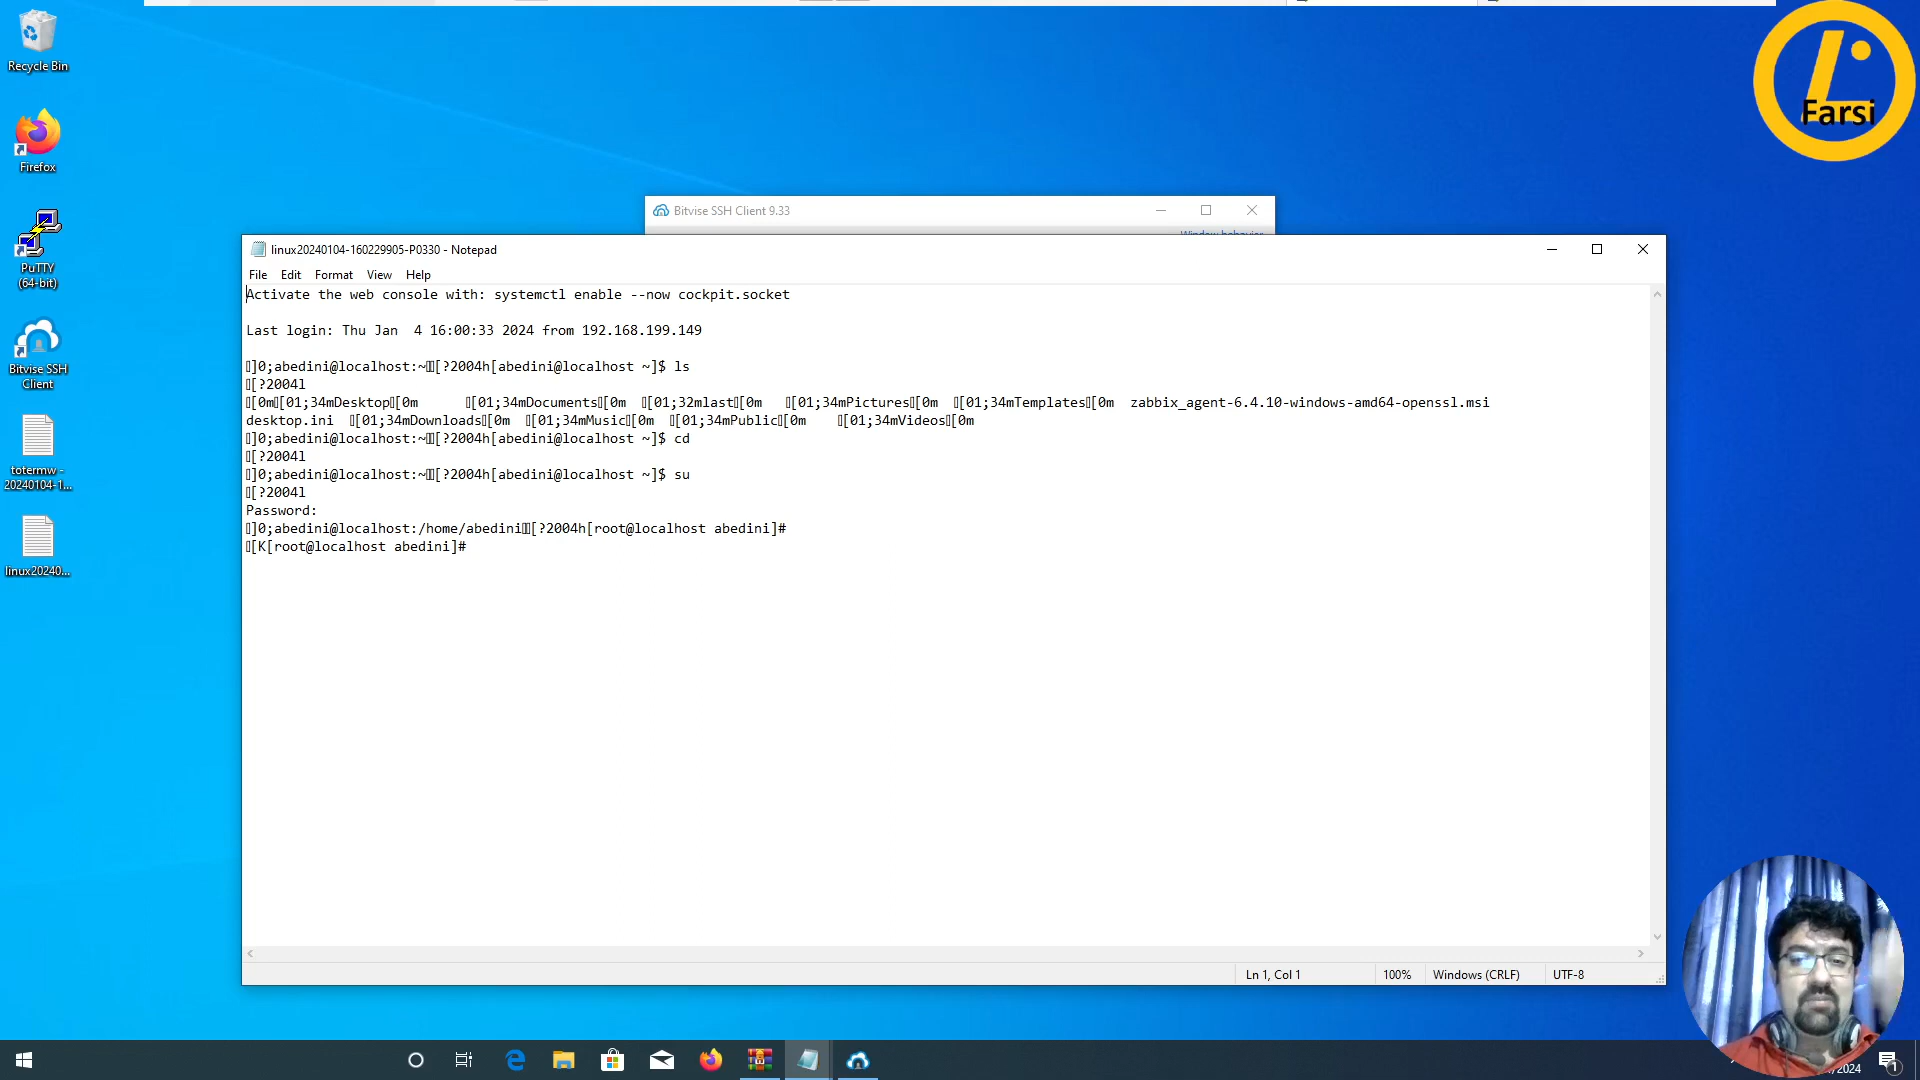 Recycle Bin
Firefox
PuTTY
(64-bit)
Bitvise SSH
Client
totermw -
20240104-1...
linux20240...
Farsi
Bitvise SSH Client 9.33
linux20240104-160229905-P0330 - Notepad
File Edit Format View Help
Activate the web console with: systemctl enable --now cockpit.socket
Last login: Thu Jan  4 16:00:33 2024 from 192.168.199.149
]0;abedini@localhost:~[?2004h[abedini@localhost ~]$ ls
[?2004l
[0m[01;34mDesktop[0m      [01;34mDocuments[0m  [01;32mlast[0m   [01;34mPictures[0m  [01;34mTemplates[0m  zabbix_agent-6.4.10-windows-amd64-openssl.msi
desktop.ini  [01;34mDownloads[0m  [01;34mMusic[0m  [01;34mPublic[0m    [01;34mVideos[0m
]0;abedini@localhost:~[?2004h[abedini@localhost ~]$ cd
[?2004l
]0;abedini@localhost:~[?2004h[abedini@localhost ~]$ su
[?2004l
Password:
]0;abedini@localhost:/home/abedini[?2004h[root@localhost abedini]#
[K[root@localhost abedini]#
Ln 1, Col 1 100% Windows (CRLF) UTF-8